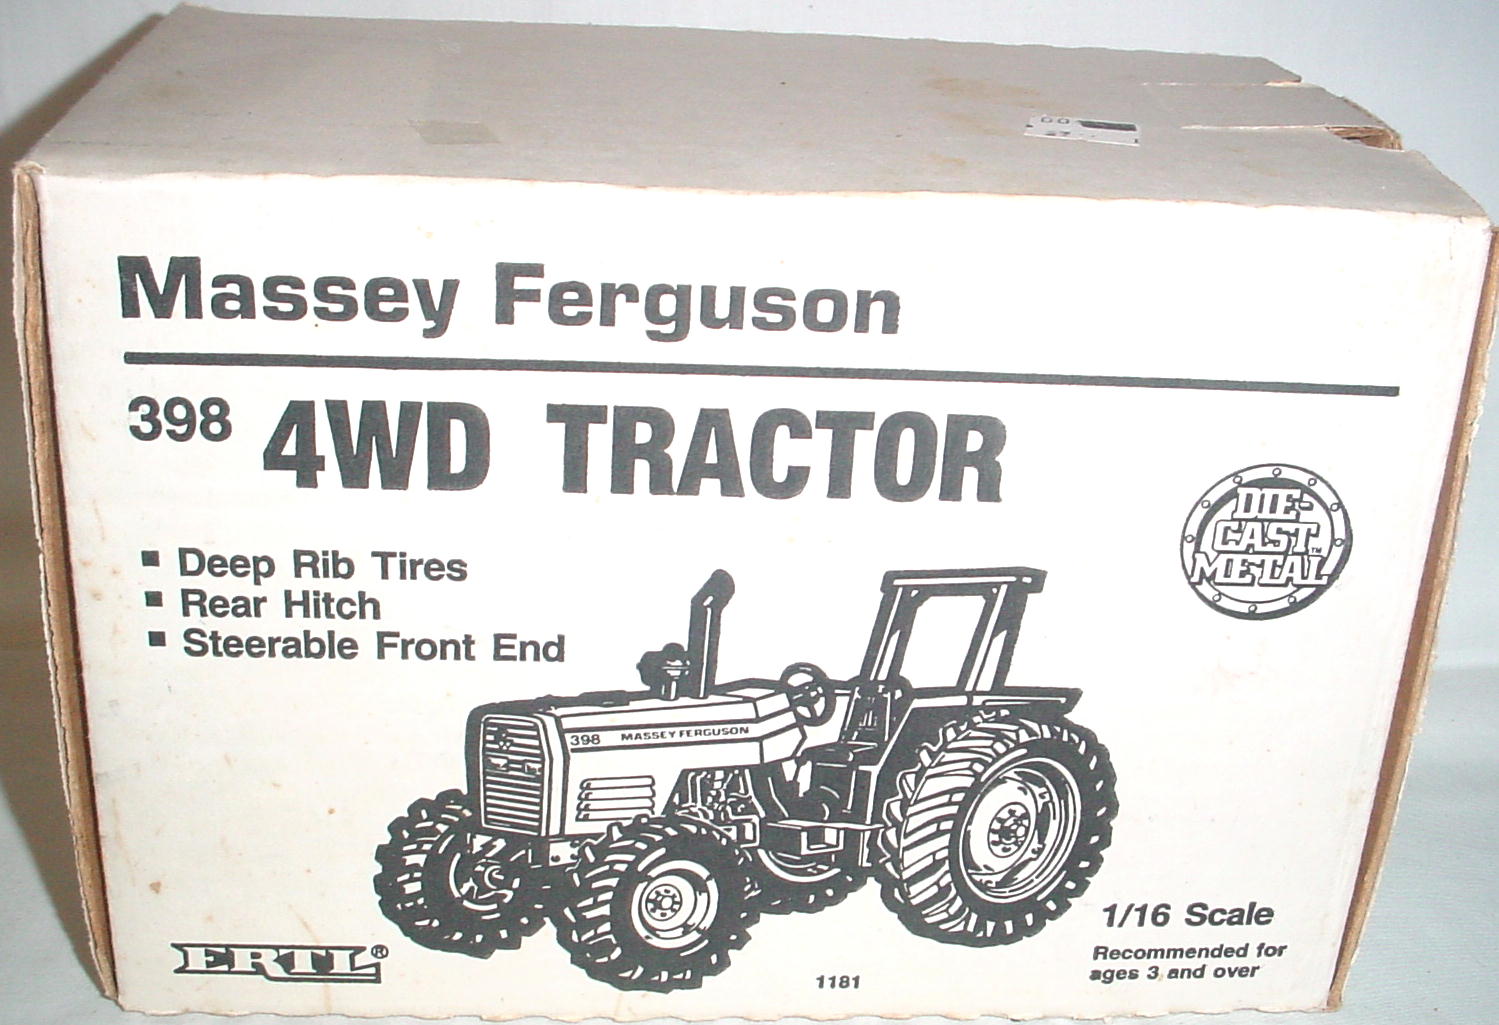 Massey Ferguson
398 4WD TRACTOR
▪ Deep Rib Tires
▪ Rear Hitch
▪ Steerable Front End
DIE-
CAST™
METAL
398 MASSEY FERGUSON
1/16 Scale
Recommended for
ages 3 and over
ERTL®
1181